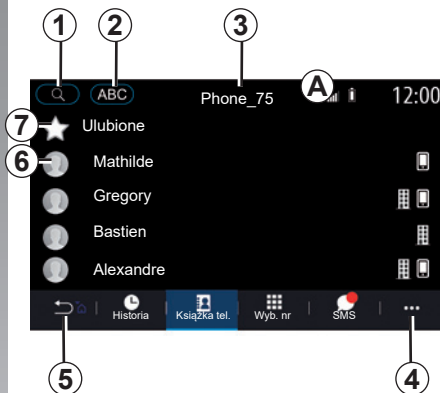 1 2 3
ABC Phone_75 A 12:00
7 Ulubione
6 Mathilde
Gregory
Bastien
Alexandre
Historia Książka tel. Wyb. nr SMS ...
5 4